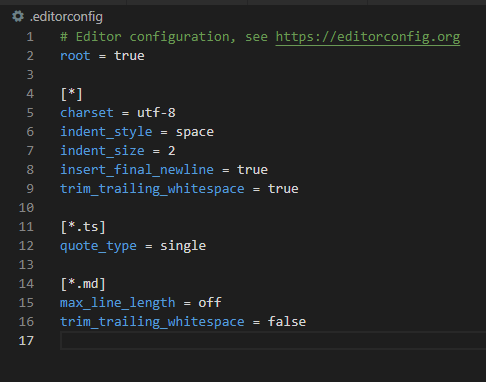 .editorconfig
1 # Editor configuration, see https://editorconfig.org
2 root = true
3
4 [*]
5 charset = utf-8
6 indent_style = space
7 indent_size = 2
8 insert_final_newline = true
9 trim_trailing_whitespace = true
10
11 [*.ts]
12 quote_type = single
13
14 [*.md]
15 max_line_length = off
16 trim_trailing_whitespace = false
17